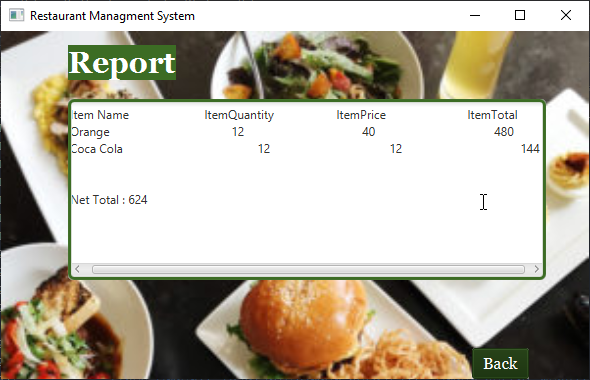 Restaurant Managment System
Report
Item Name ItemQuantity ItemPrice ItemTotal
Orange 12 40 480
Coca Cola 12 12 144
Net Total : 624
Back